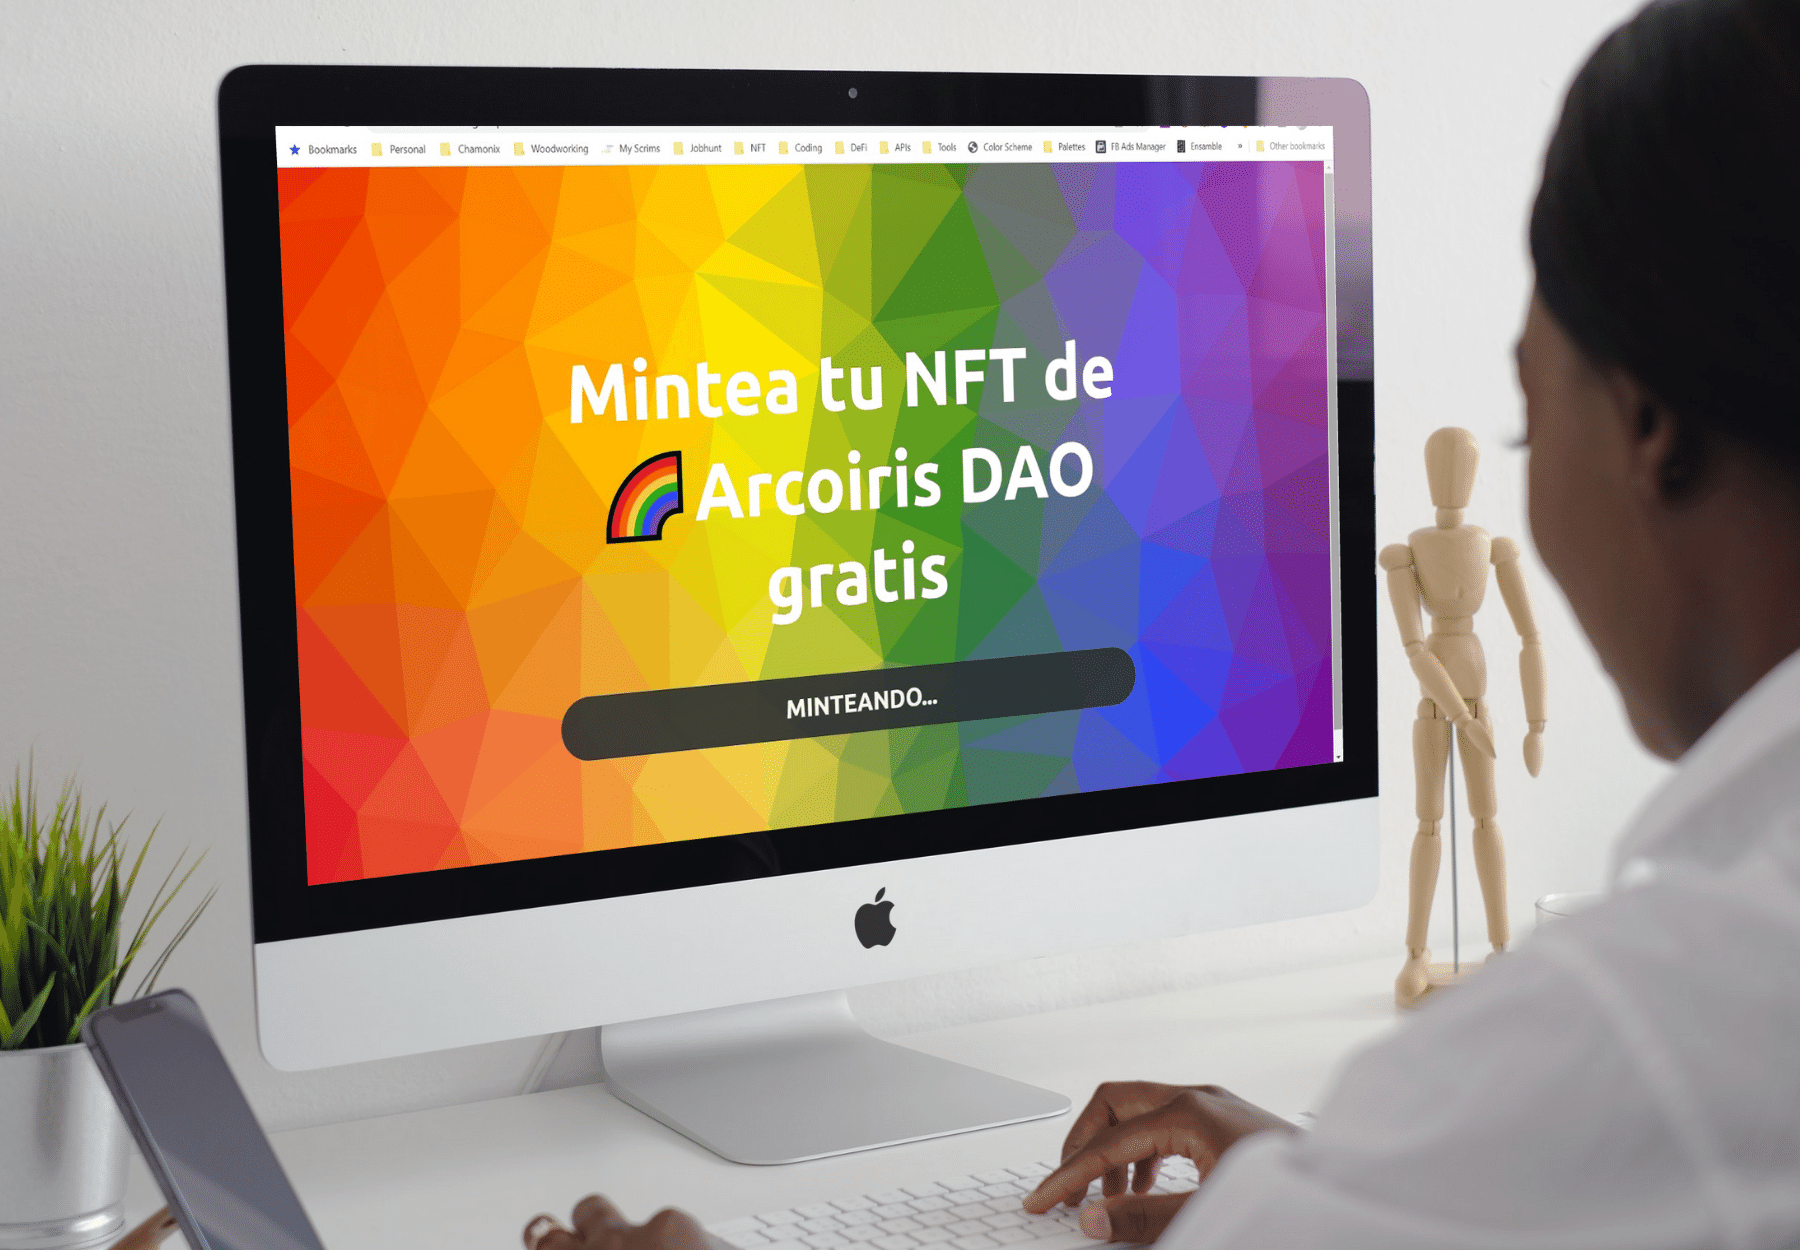 Bookmarks Personal Chamonix Woodworking My Scrims Jobhunt NFT Coding DeFi APIs Tools Color Scheme Palettes FB Ads Manager Ensamble » Other bookmarks
Mintea tu NFT de
Arcoiris DAO
gratis
MINTEANDO...